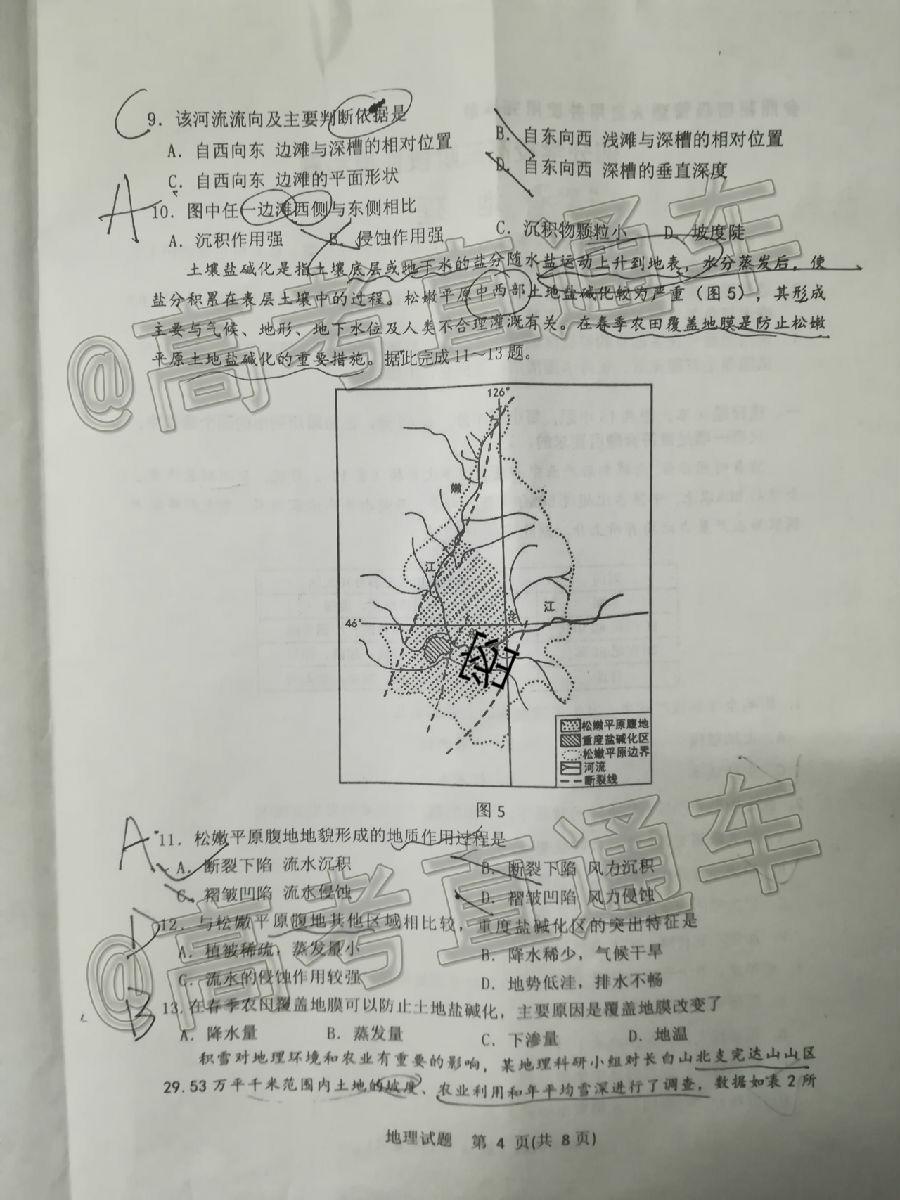 C
9．该河流流向及主要判断依据是
A．自西向东 边滩与深槽的相对位置
B．自东向西 浅滩与深槽的相对位置
C．自西向东 边滩的平面形状
D．自东向西 深槽的垂直深度
A
10．图中任一边滩西侧与东侧相比
A．沉积作用强 B．侵蚀作用强 C．沉积物颗粒小 D．坡度陡
土壤盐碱化是指土壤底层或地下水的盐分随水盐运动上升到地表，水分蒸发后，使
盐分积累在表层土壤中的过程。松嫩平原中西部土地盐碱化较为严重（图5），其形成
主要与气候、地形、地下水位及人类不合理灌溉有关。在春季农田覆盖地膜是防止松嫩
平原土地盐碱化的重要措施。据此完成11～13题。
126°
嫩
江
46°
松
江
密
松嫩平原腹地
重度盐碱化区
松嫩平原边界
河流
断裂线
图5
A
11．松嫩平原腹地地貌形成的地质作用过程是
A．断裂下陷 流水沉积
B．断裂下陷 风力沉积
C．褶皱凹陷 流水侵蚀
D．褶皱凹陷 风力侵蚀
D
12．与松嫩平原腹地其他区域相比较，重度盐碱化区的突出特征是
A．植被稀疏，蒸发量小
B．降水稀少，气候干旱
C．流水的侵蚀作用较强
D．地势低洼，排水不畅
B
13．在春季农田覆盖地膜可以防止土地盐碱化，主要原因是覆盖地膜改变了
A．降水量 B．蒸发量 C．下渗量 D．地温
积雪对地理环境和农业有重要的影响，某地理科研小组对长白山北支完达山山区
29.53万平千米范围内土地的坡度、农业利用和年平均雪深进行了调查，数据如表2所
地理试题 第 4 页(共 8 页)
@高考直通车
@高考直通车